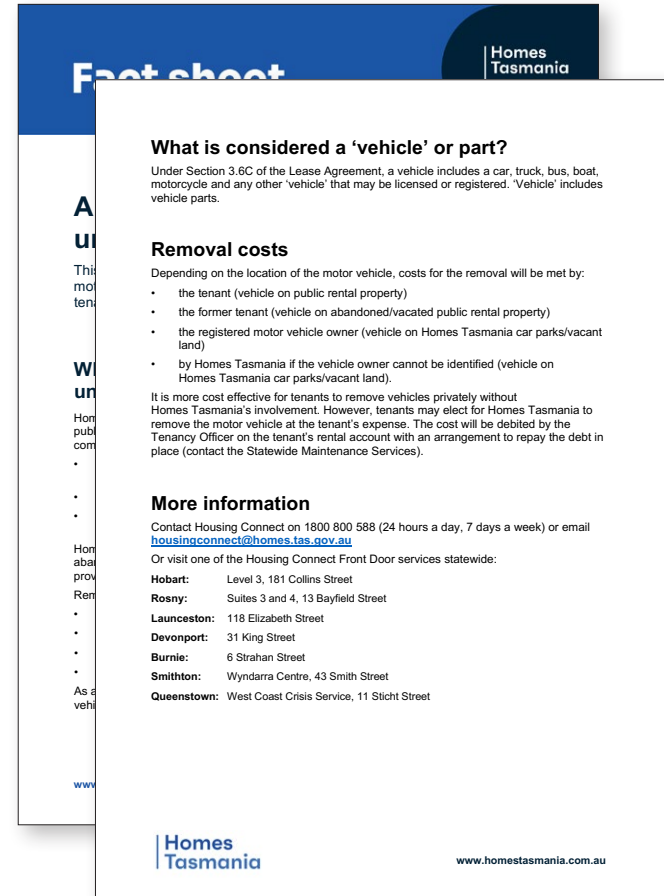 Fact sheet
Homes
Tasmania
What is considered a ‘vehicle’ or part?
Under Section 3.6C of the Lease Agreement, a vehicle includes a car, truck, bus, boat,
motorcycle and any other ‘vehicle’ that may be licensed or registered. ‘Vehicle’ includes
vehicle parts.
Removal costs
Depending on the location of the motor vehicle, costs for the removal will be met by:
• the tenant (vehicle on public rental property)
• the former tenant (vehicle on abandoned/vacated public rental property)
• the registered motor vehicle owner (vehicle on Homes Tasmania car parks/vacant
land)
• by Homes Tasmania if the vehicle owner cannot be identified (vehicle on
Homes Tasmania car parks/vacant land).
It is more cost effective for tenants to remove vehicles privately without
Homes Tasmania’s involvement. However, tenants may elect for Homes Tasmania to
remove the motor vehicle at the tenant’s expense. The cost will be debited by the
Tenancy Officer on the tenant’s rental account with an arrangement to repay the debt in
place (contact the Statewide Maintenance Services).
More information
Contact Housing Connect on 1800 800 588 (24 hours a day, 7 days a week) or email
housingconnect@homes.tas.gov.au
Or visit one of the Housing Connect Front Door services statewide:
Hobart: Level 3, 181 Collins Street
Rosny: Suites 3 and 4, 13 Bayfield Street
Launceston: 118 Elizabeth Street
Devonport: 31 King Street
Burnie: 6 Strahan Street
Smithton: Wyndarra Centre, 43 Smith Street
Queenstown: West Coast Crisis Service, 11 Sticht Street
Homes
Tasmania
www.homestasmania.com.au